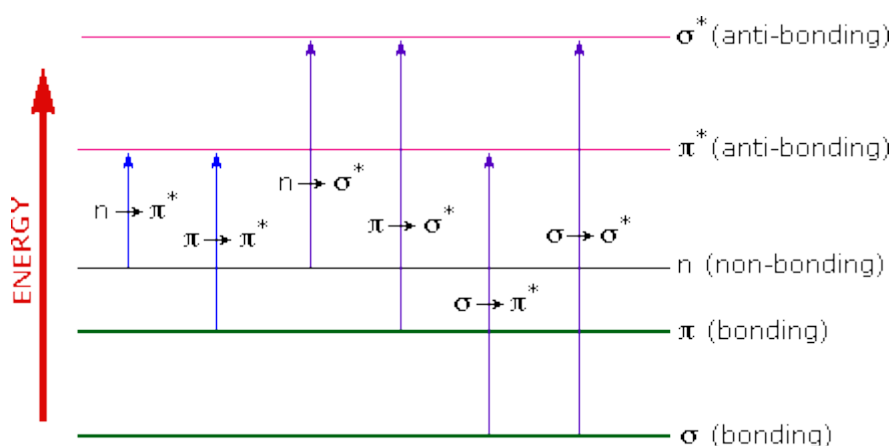 σ* (anti-bonding)
π* (anti-bonding)
n → σ*
n → π*
π → π*
π → σ*
σ → σ*
n (non-bonding)
σ → π*
π (bonding)
σ (bonding)
ENERGY